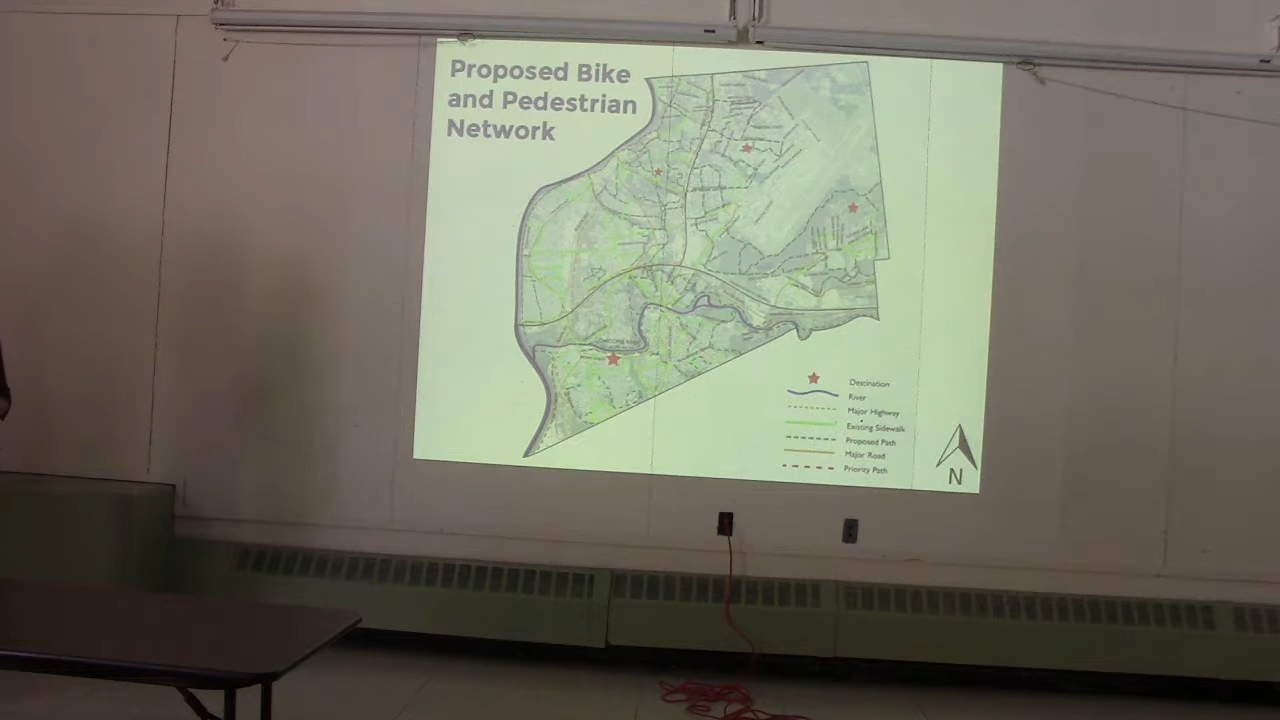 Proposed Bike
and Pedestrian
Network
Destination
River
Major Highway
Existing Sidewalk
Proposed Path
Major Road
Priority Path
N